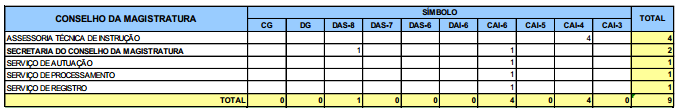 CONSELHO DA MAGISTRATURA SÍMBOLO TOTAL
CG DG DAS-8 DAS-7 DAS-6 DAI-6 CAI-6 CAI-5 CAI-4 CAI-3
ASSESSORIA TÉCNICA DE INSTRUÇÃO 4 4
SECRETARIA DO CONSELHO DA MAGISTRATURA 1 1 2
SERVIÇO DE AUTUAÇÃO 1 1
SERVIÇO DE PROCESSAMENTO 1 1
SERVIÇO DE REGISTRO 1 1
TOTAL 0 0 1 0 0 0 4 0 4 0 9